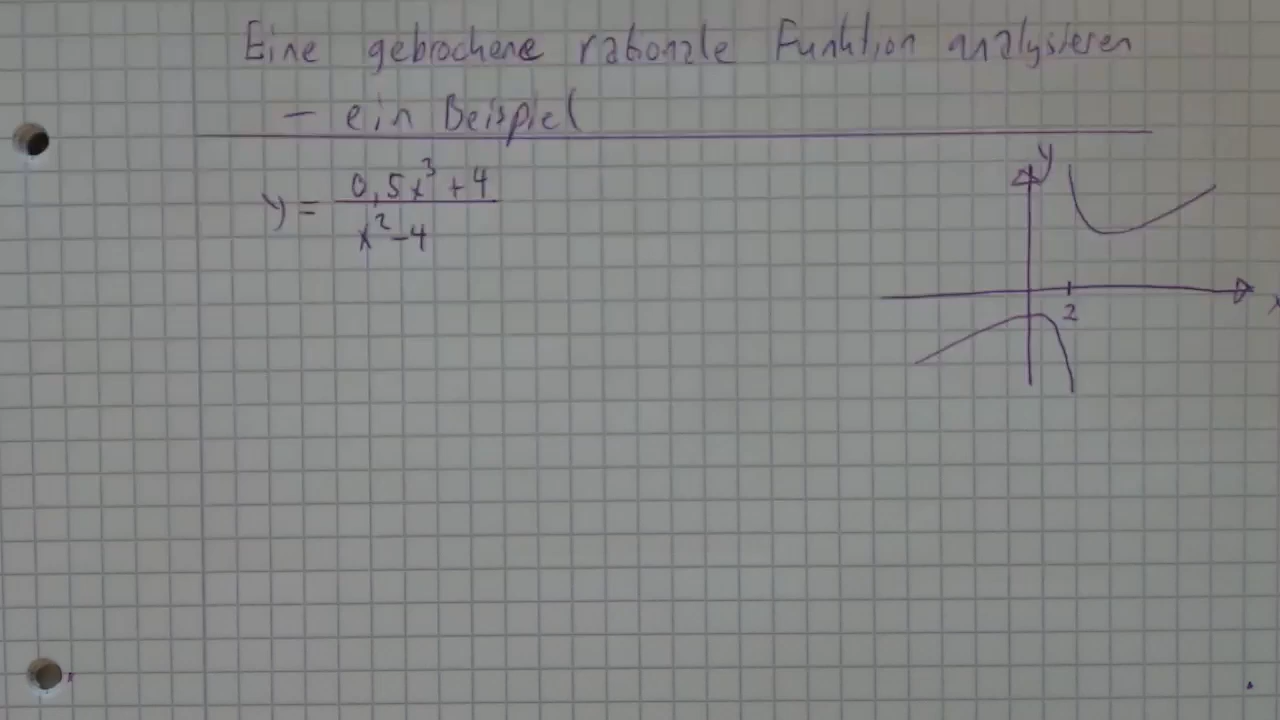 Eine gebrochene rationale Funktion analysieren
– ein Beispiel
y = (0,5x³ + 4)/(x² – 4)
y
x
2